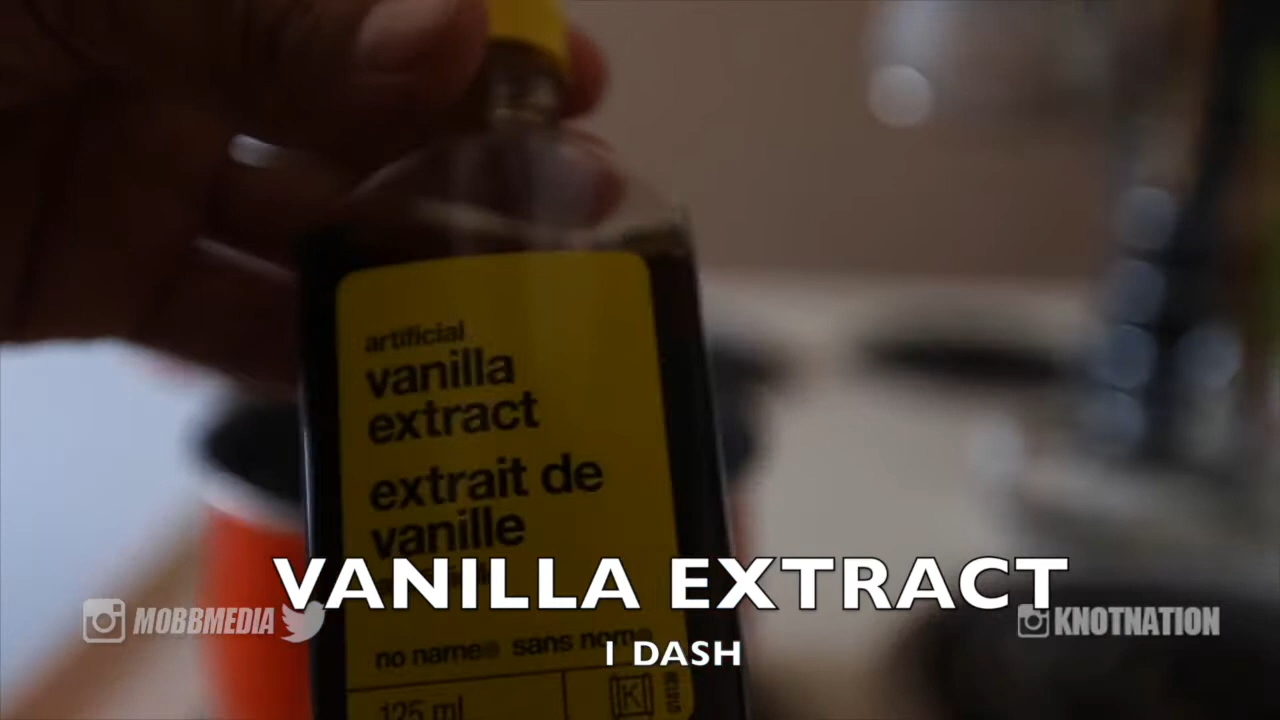 artificial
vanilla
extract
extrait de
vanille
VANILLA EXTRACT
MOBBMEDIA
KNOTNATION
no name® sans nom®
1 DASH
125 ml
K